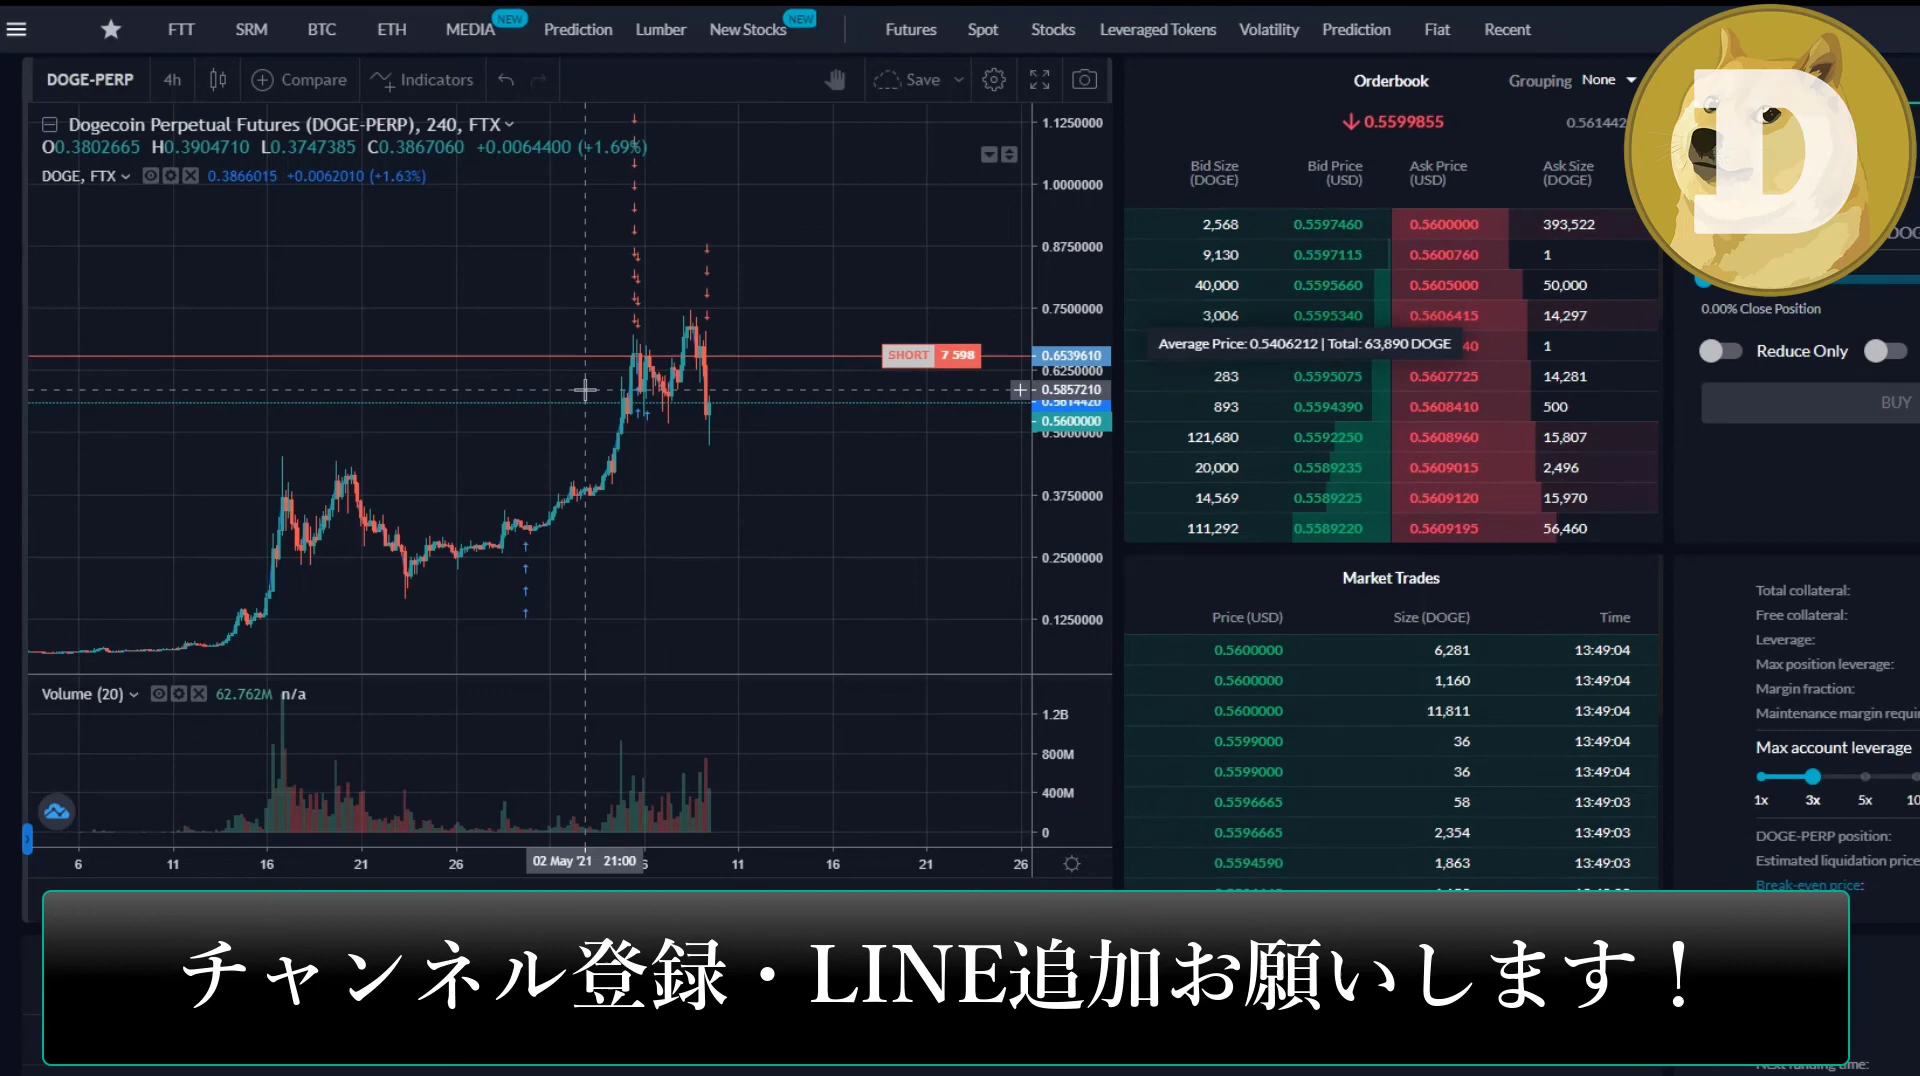 FTT SRM BTC ETH MEDIA NEW Prediction Lumber New Stocks NEW Futures Spot Stocks Leveraged Tokens Volatility Prediction Fiat Recent
DOGE-PERP 4h Compare Indicators Save
Dogecoin Perpetual Futures (DOGE-PERP), 240, FTX
O0.3802665 H0.3904710 L0.3747385 C0.3867060 +0.0064400 (+1.69%)
DOGE, FTX 0.3866015 +0.0062010 (+1.63%)
1.1250000
1.0000000
0.8750000
0.7500000
SHORT 7 598
0.6539610
0.6250000
0.5857210
0.5614420
0.5600000
0.5000000
0.3750000
0.2500000
0.1250000
Volume (20) 62.762M n/a
1.2B
800M
400M
0
6 11 16 21 26 02 May '21 21:00 11 16 21 26
Orderbook Grouping None
0.5599855 0.561442
Bid Size (DOGE) Bid Price (USD) Ask Price (USD) Ask Size (DOGE)
2,568 0.5597460 0.5600000 393,522
9,130 0.5597115 0.5600760 1
40,000 0.5595660 0.5605000 50,000
3,006 0.5595340 0.5606415 14,297
Average Price: 0.5406212 | Total: 63,890 DOGE 40 1
283 0.5595075 0.5607725 14,281
893 0.5594390 0.5608410 500
121,680 0.5592250 0.5608960 15,807
20,000 0.5589235 0.5609015 2,496
14,569 0.5589225 0.5609120 15,970
111,292 0.5589220 0.5609195 56,460
Market Trades
Price (USD) Size (DOGE) Time
0.5600000 6,281 13:49:04
0.5600000 1,160 13:49:04
0.5600000 11,811 13:49:04
0.5599000 36 13:49:04
0.5599000 36 13:49:04
0.5596665 58 13:49:03
0.5596665 2,354 13:49:03
0.5594590 1,863 13:49:03
D
DOG
0.00% Close Position
Reduce Only
BUY
Total collateral:
Free collateral:
Leverage:
Max position leverage:
Margin fraction:
Maintenance margin requi
Max account leverage
1x 3x 5x 10
DOGE-PERP position:
Estimated liquidation price
Break-even price:
チャンネル登録・LINE追加お願いします！